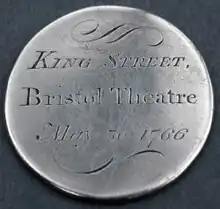 KING STREET,
Bristol Theatre
May 30 1766